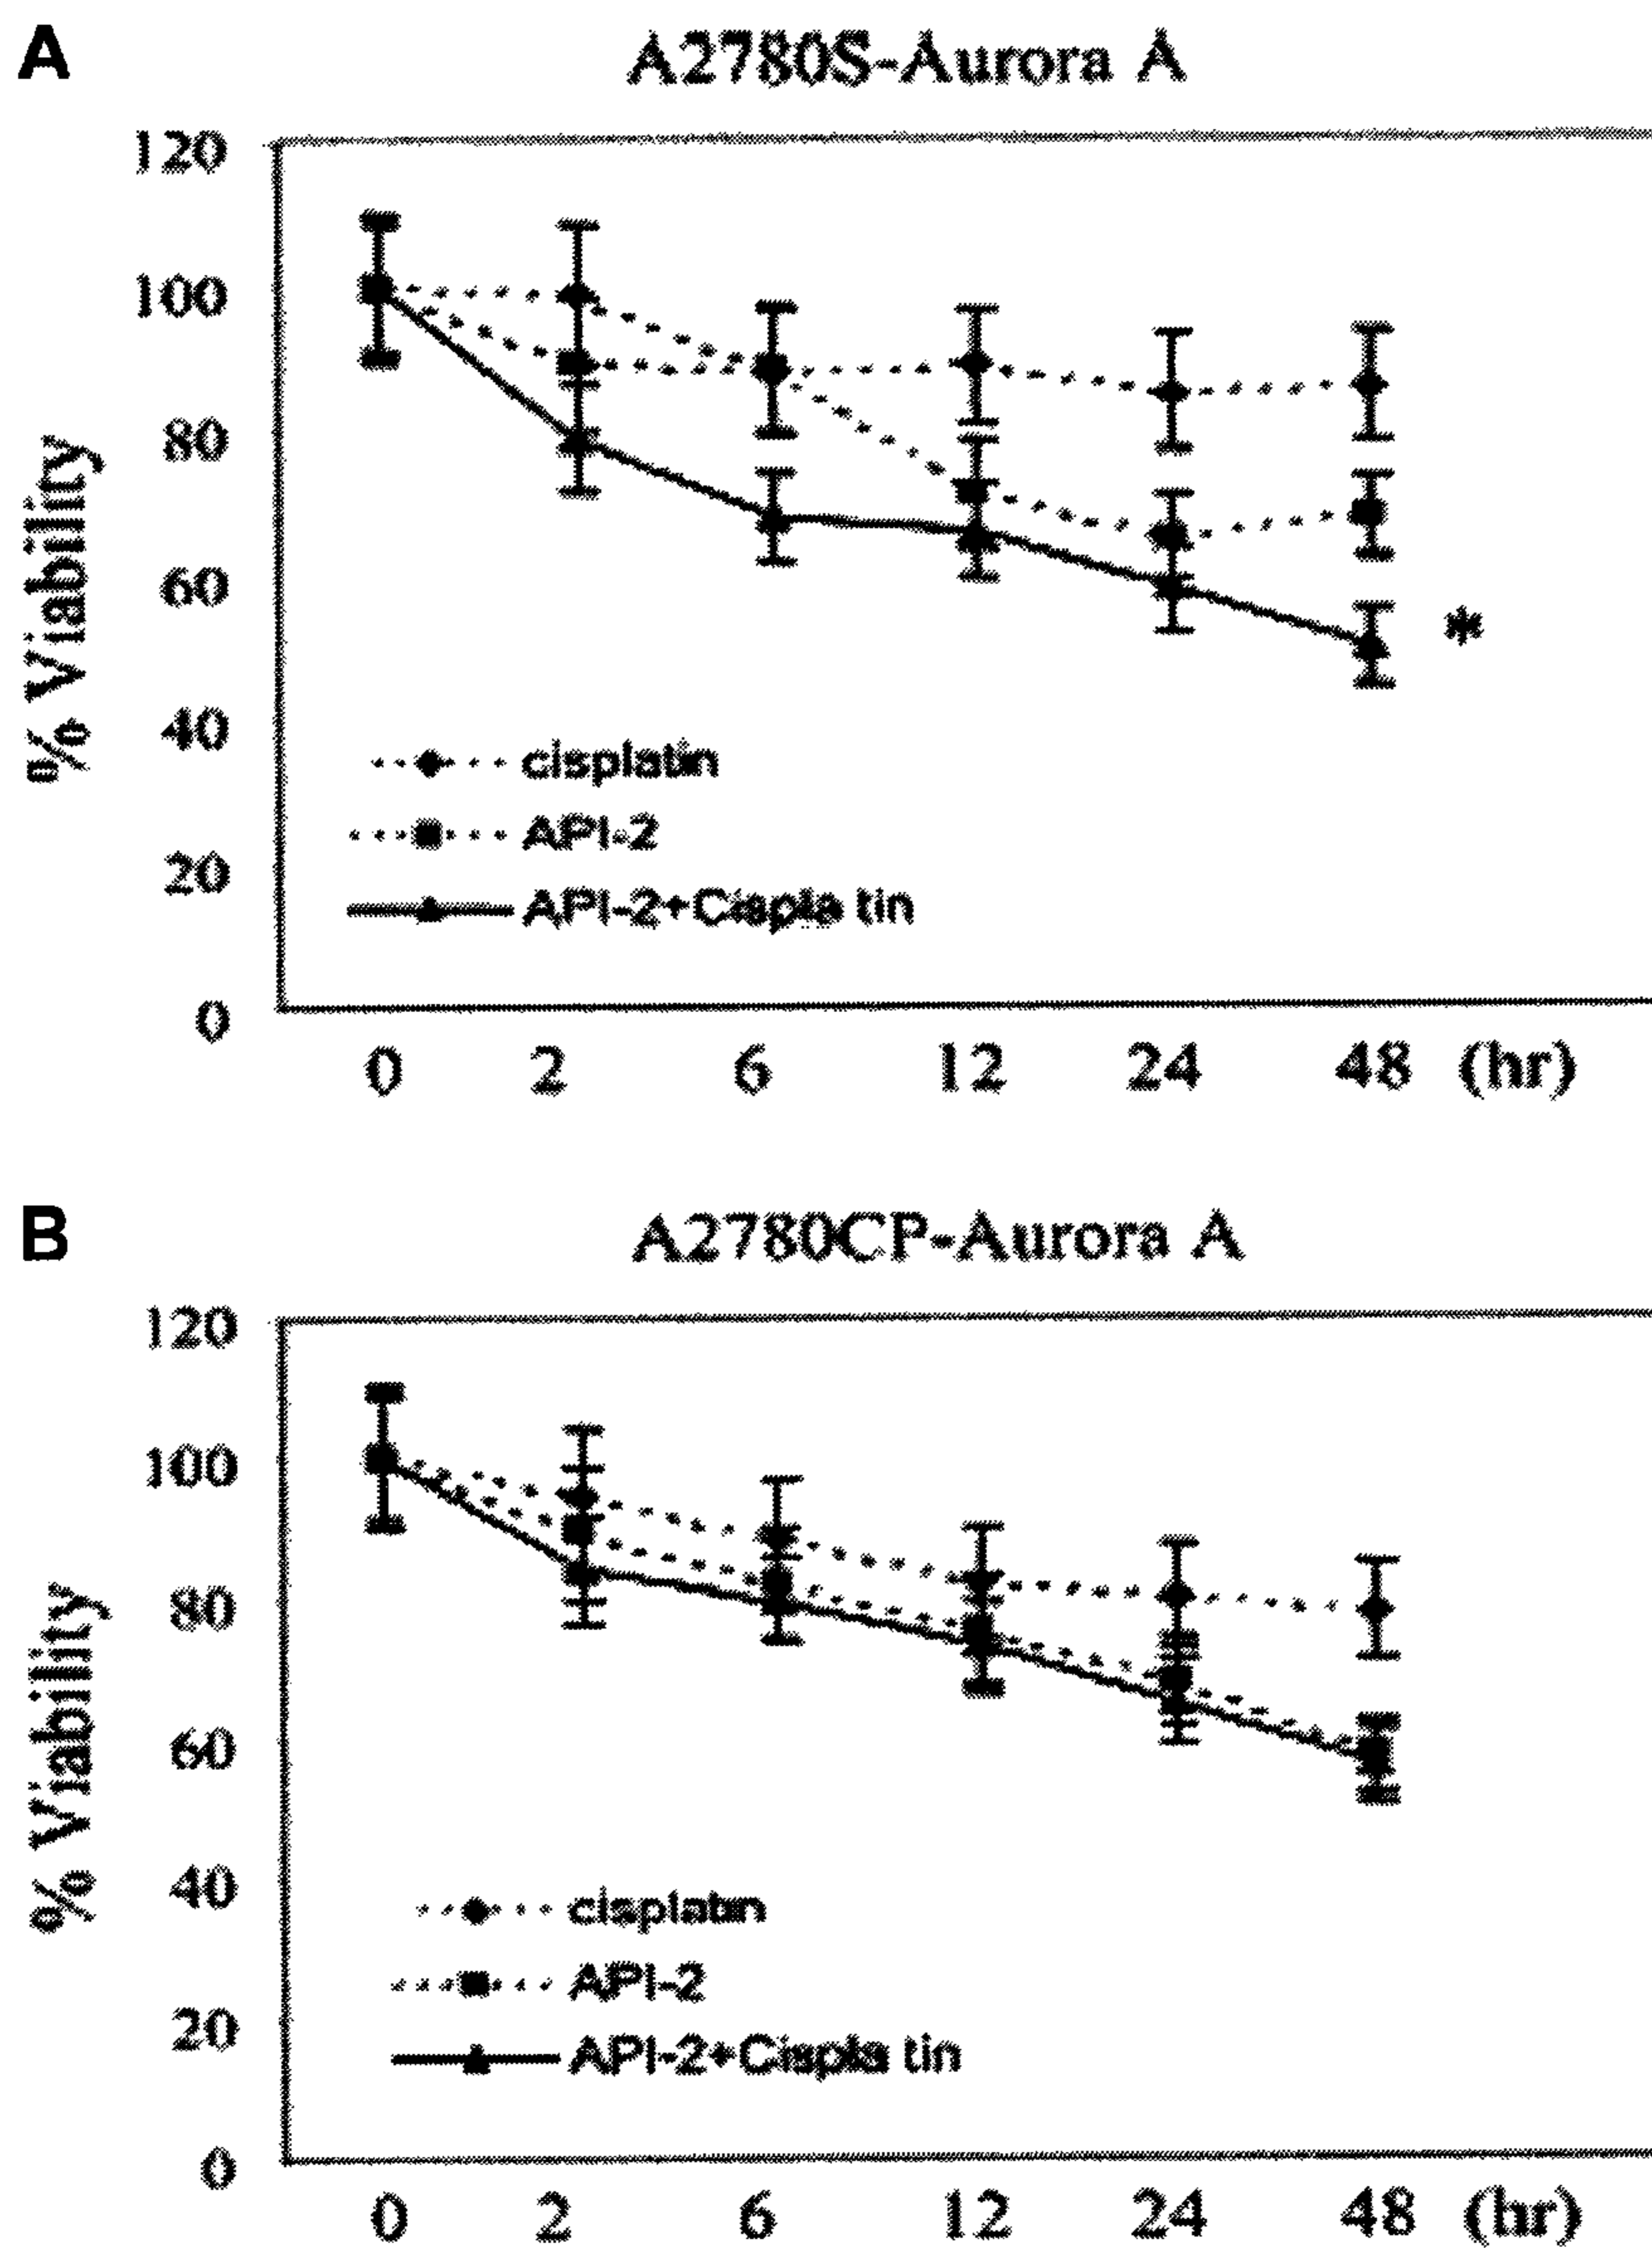 A
A2780S-Aurora A
120
100
80
60
40
20
0
% Viability
cisplatin
API-2
API-2+Cispla tin
*
0 2 6 12 24 48 (hr)
B
A2780CP-Aurora A
120
100
80
60
40
20
0
% Viability
cisplatin
API-2
API-2+Cispla tin
0 2 6 12 24 48 (hr)